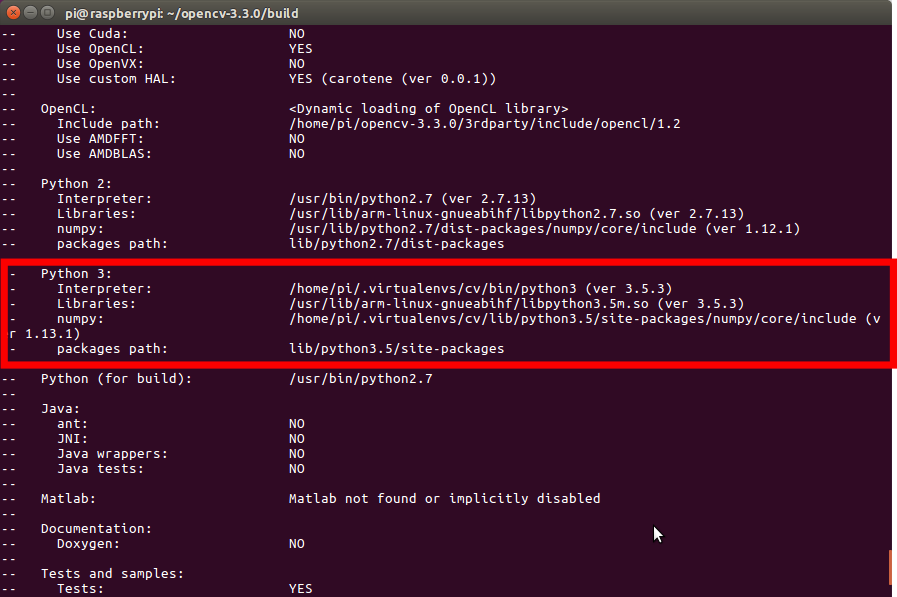 pi@raspberrypi: ~/opencv-3.3.0/build
--     Use Cuda:                    NO
--     Use OpenCL:                  YES
--     Use OpenVX:                  NO
--     Use custom HAL:              YES (carotene (ver 0.0.1))
--
--   OpenCL:                        <Dynamic loading of OpenCL library>
--     Include path:                /home/pi/opencv-3.3.0/3rdparty/include/opencl/1.2
--     Use AMDFFT:                  NO
--     Use AMDBLAS:                 NO
--
--   Python 2:
--     Interpreter:                 /usr/bin/python2.7 (ver 2.7.13)
--     Libraries:                   /usr/lib/arm-linux-gnueabihf/libpython2.7.so (ver 2.7.13)
--     numpy:                       /usr/lib/python2.7/dist-packages/numpy/core/include (ver 1.12.1)
--     packages path:               lib/python2.7/dist-packages
-   Python 3:
-     Interpreter:                 /home/pi/.virtualenvs/cv/bin/python3 (ver 3.5.3)
-     Libraries:                   /usr/lib/arm-linux-gnueabihf/libpython3.5m.so (ver 3.5.3)
-     numpy:                       /home/pi/.virtualenvs/cv/lib/python3.5/site-packages/numpy/core/include (v
r 1.13.1)
-     packages path:               lib/python3.5/site-packages
--   Python (for build):            /usr/bin/python2.7
--
--   Java:
--     ant:                         NO
--     JNI:                         NO
--     Java wrappers:               NO
--     Java tests:                  NO
--
--   Matlab:                        Matlab not found or implicitly disabled
--
--   Documentation:
--     Doxygen:                     NO
--
--   Tests and samples:
--     Tests:                       YES